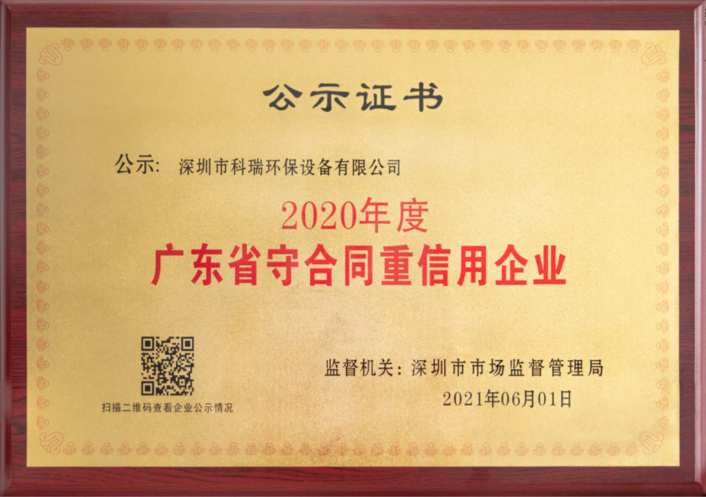 公示证书
公示: 深圳市科瑞环保设备有限公司
2020年度
广东省守合同重信用企业
监督机关: 深圳市市场监督管理局
2021年06月01日
扫描二维码查看企业公示情况